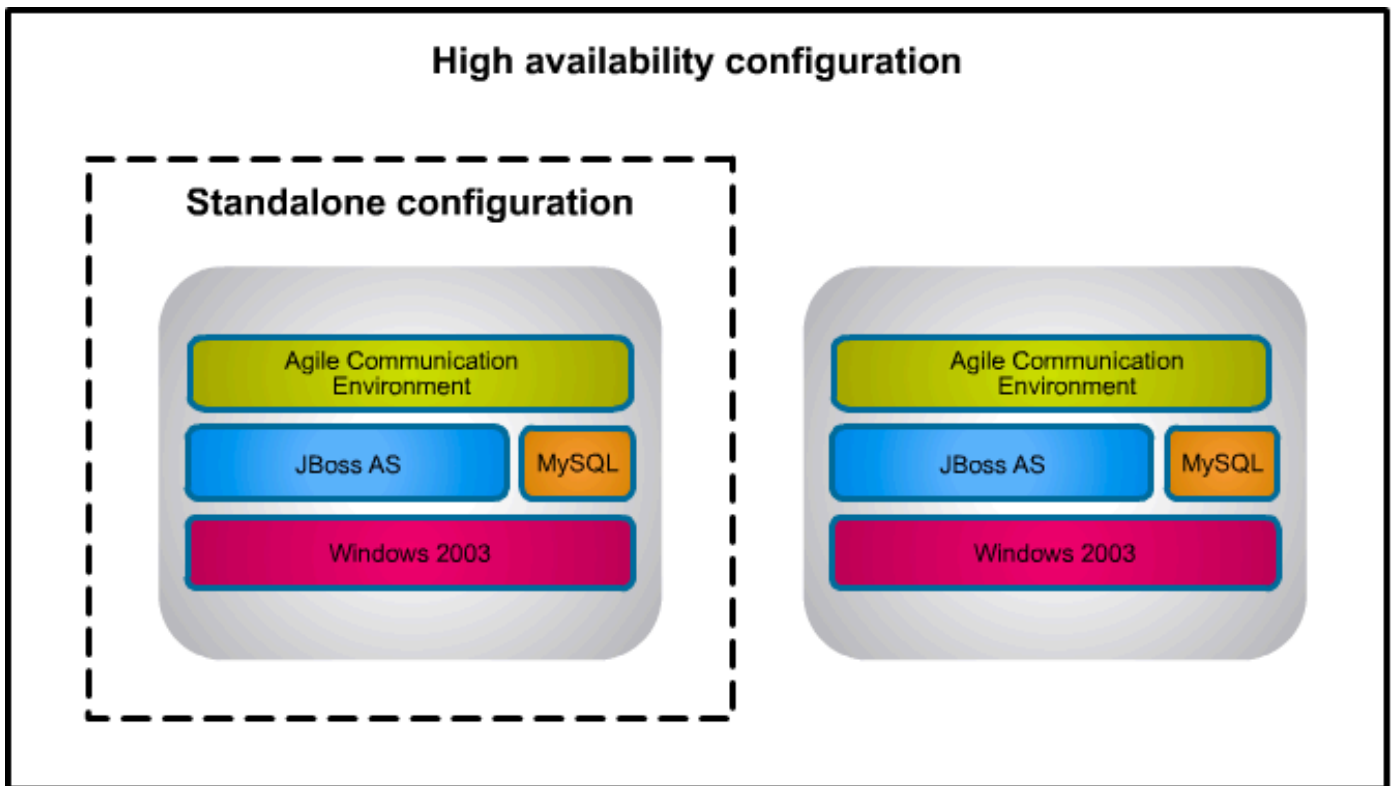 High availability configuration
Standalone configuration
Agile Communication
Environment
JBoss AS
MySQL
Windows 2003
Agile Communication
Environment
JBoss AS
MySQL
Windows 2003